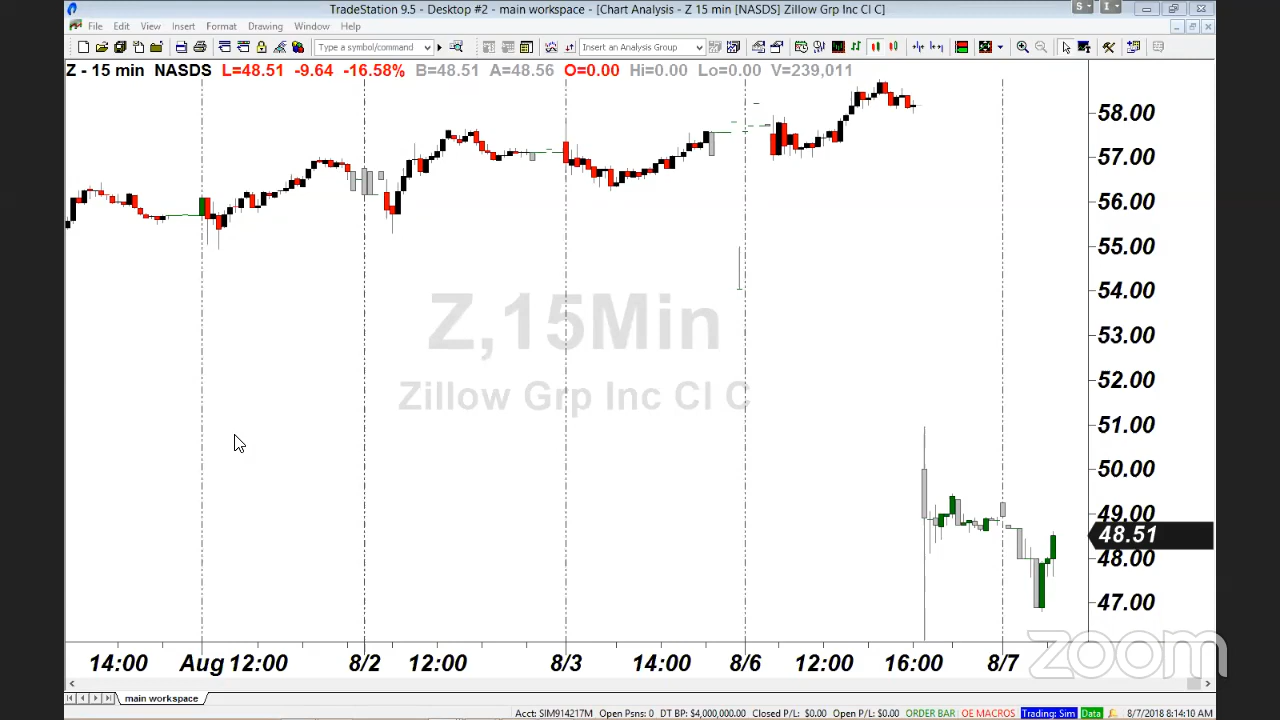 TradeStation 9.5 - Desktop #2 - main workspace - [Chart Analysis - Z 15 min [NASDS] Zillow Grp Inc Cl C]
S
I
File Edit View Insert Format Drawing Window Help
Type a symbol/command
Insert an Analysis Group
Z - 15 min NASDS L=48.51 -9.64 -16.58% B=48.51 A=48.56 O=0.00 Hi=0.00 Lo=0.00 V=239,011
58.00
57.00
56.00
55.00
54.00
53.00
52.00
51.00
50.00
49.00
48.51
48.00
47.00
Z,15Min
Zillow Grp Inc Cl C
zoom
14:00 Aug 12:00 8/2 12:00 8/3 14:00 8/6 12:00 16:00 8/7
main workspace
Acct: SIM914217M Open Psns: 0 DT BP: $4,000,000.00 Closed P/L: $0.00 Open P/L: $0.00 ORDER BAR OE MACROS Trading: Sim Data 8/7/2018 8:14:10 AM